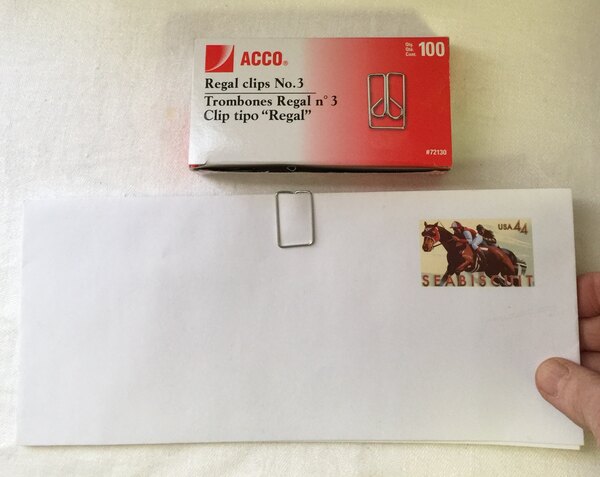 ACCO®
Regal clips No.3
Trombones Regal n° 3
Clip tipo "Regal"
Qty.
Qté.
Cont.
100
#72130
USA 44
SEABISCUIT